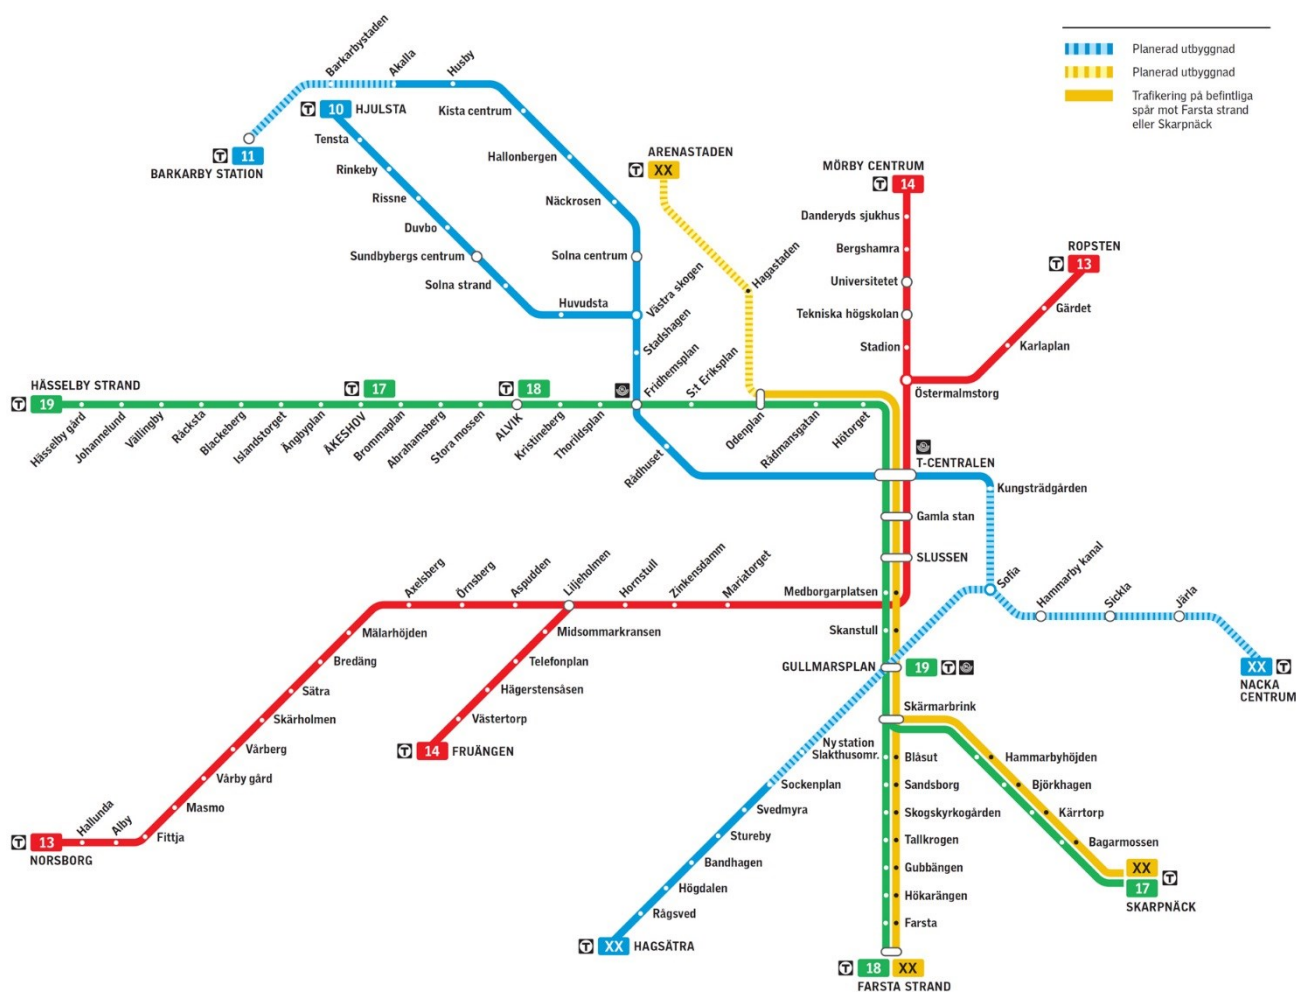 Planerad utbyggnad
Planerad utbyggnad
Trafikering på befintliga
spår mot Farsta strand
eller Skarpnäck
Barkarbystaden
Akalla
Husby
T 10 HJULSTA
Kista centrum
Tensta
T 11
BARKARBY STATION
Hallonbergen
Rinkeby
Rissne
Näckrosen
Duvbo
Sundbybergs centrum
Solna centrum
Solna strand
Huvudsta
Västra skogen
Stadshagen
Fridhemsplan
S:t Eriksplan
ARENASTADEN
T XX
Hagastaden
MÖRBY CENTRUM
T 14
Danderyds sjukhus
Bergshamra
Universitetet
Tekniska högskolan
Stadion
ROPSTEN
T 13
Gärdet
Karlaplan
Östermalmstorg
HÄSSELBY STRAND
T 19
T 17
T 18
Hässelby gård
Johannelund
Vällingby
Råcksta
Blackeberg
Islandstorget
Ängbyplan
ÅKESHOV
Brommaplan
Abrahamsberg
Stora mossen
ALVIK
Kristineberg
Thorildsplan
Rådhuset
Odenplan
Rådmansgatan
Hötorget
T-CENTRALEN
Kungsträdgården
Gamla stan
SLUSSEN
Medborgarplatsen
Skanstull
GULLMARSPLAN
19 T
Skärmarbrink
Sofia
Hammarby kanal
Sickla
Järla
XX T
NACKA
CENTRUM
Axelsberg
Örnsberg
Aspudden
Liljeholmen
Hornstull
Zinkensdamm
Mariatorget
Mälarhöjden
Midsommarkransen
Bredäng
Telefonplan
Sätra
Hägerstensåsen
Skärholmen
Västertorp
Vårberg
T 14 FRUÄNGEN
Vårby gård
Masmo
Fittja
Alby
Hallunda
T 13
NORSBORG
Ny station
Slakthusomr.
Sockenplan
Svedmyra
Stureby
Bandhagen
Högdalen
Rågsved
T XX HAGSÄTRA
Blåsut
Sandsborg
Skogskyrkogården
Tallkrogen
Gubbängen
Hökarängen
Farsta
T 18 XX
FARSTA STRAND
Hammarbyhöjden
Björkhagen
Kärrtorp
Bagarmossen
XX
17 T
SKARPNÄCK